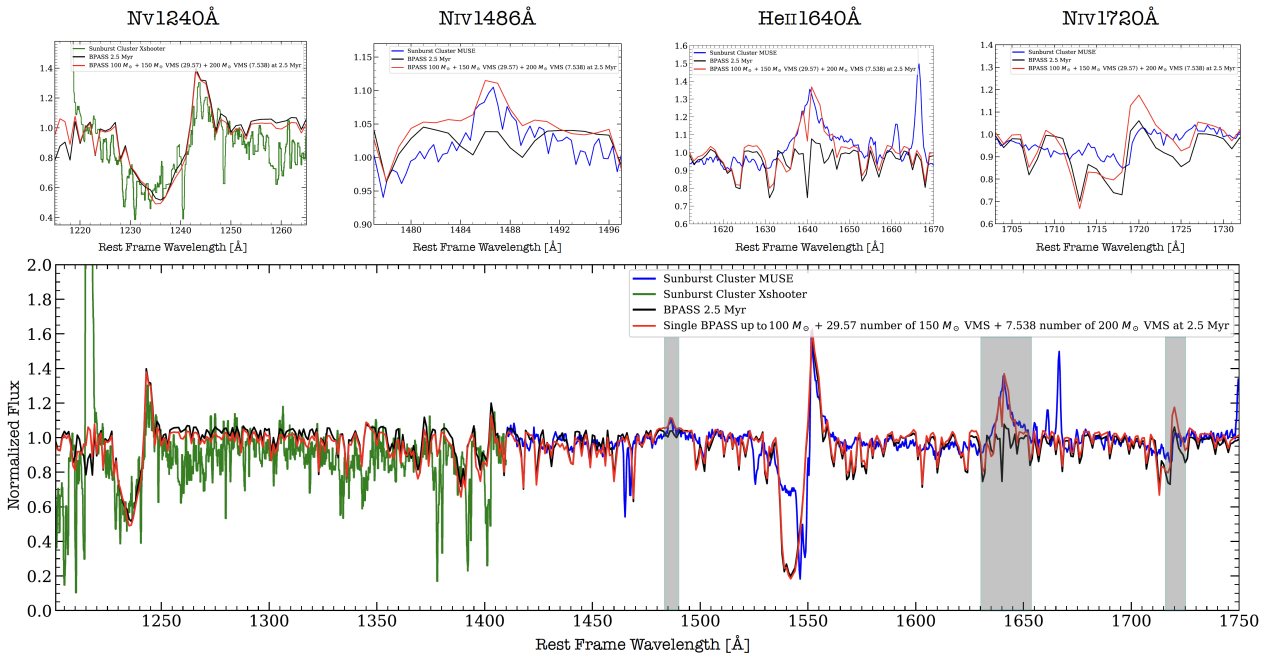 Nv1240Å
Niv1486Å
Heii1640Å
Niv1720Å
Sunburst Cluster Xshooter
BPASS 2.5 Myr
BPASS 100 M⊙ + 150 M⊙ VMS (29.57) + 200 M⊙ VMS (7.538) at 2.5 Myr
1.4
1.2
1.0
0.8
0.6
0.4
1220 1230 1240 1250 1260
Rest Frame Wavelength [Å]
Sunburst Cluster MUSE
BPASS 2.5 Myr
BPASS 100 M⊙ + 150 M⊙ VMS (29.57) + 200 M⊙ VMS (7.538) at 2.5 Myr
1.15
1.10
1.05
1.00
0.95
0.90
1480 1484 1488 1492 1496
Rest Frame Wavelength [Å]
Sunburst Cluster MUSE
BPASS 2.5 Myr
BPASS 100 M⊙ + 150 M⊙ VMS (29.57) + 200 M⊙ VMS (7.538) at 2.5 Myr
1.6
1.5
1.4
1.3
1.2
1.1
1.0
0.9
0.8
0.7
0.6
1620 1630 1640 1650 1660 1670
Rest Frame Wavelength [Å]
Sunburst Cluster MUSE
BPASS 2.5 Myr
BPASS 100 M⊙ + 150 M⊙ VMS (29.57) + 200 M⊙ VMS (7.538) at 2.5 Myr
1.4
1.3
1.2
1.1
1.0
0.9
0.8
0.7
0.6
1705 1710 1715 1720 1725 1730
Rest Frame Wavelength [Å]
Normalized Flux
2.0
1.8
1.6
1.4
1.2
1.0
0.8
0.6
0.4
0.2
0.0
Sunburst Cluster MUSE
Sunburst Cluster Xshooter
BPASS 2.5 Myr
Single BPASS up to 100 M⊙ + 29.57 number of 150 M⊙ VMS + 7.538 number of 200 M⊙ VMS at 2.5 Myr
1250 1300 1350 1400 1450 1500 1550 1600 1650 1700 1750
Rest Frame Wavelength [Å]